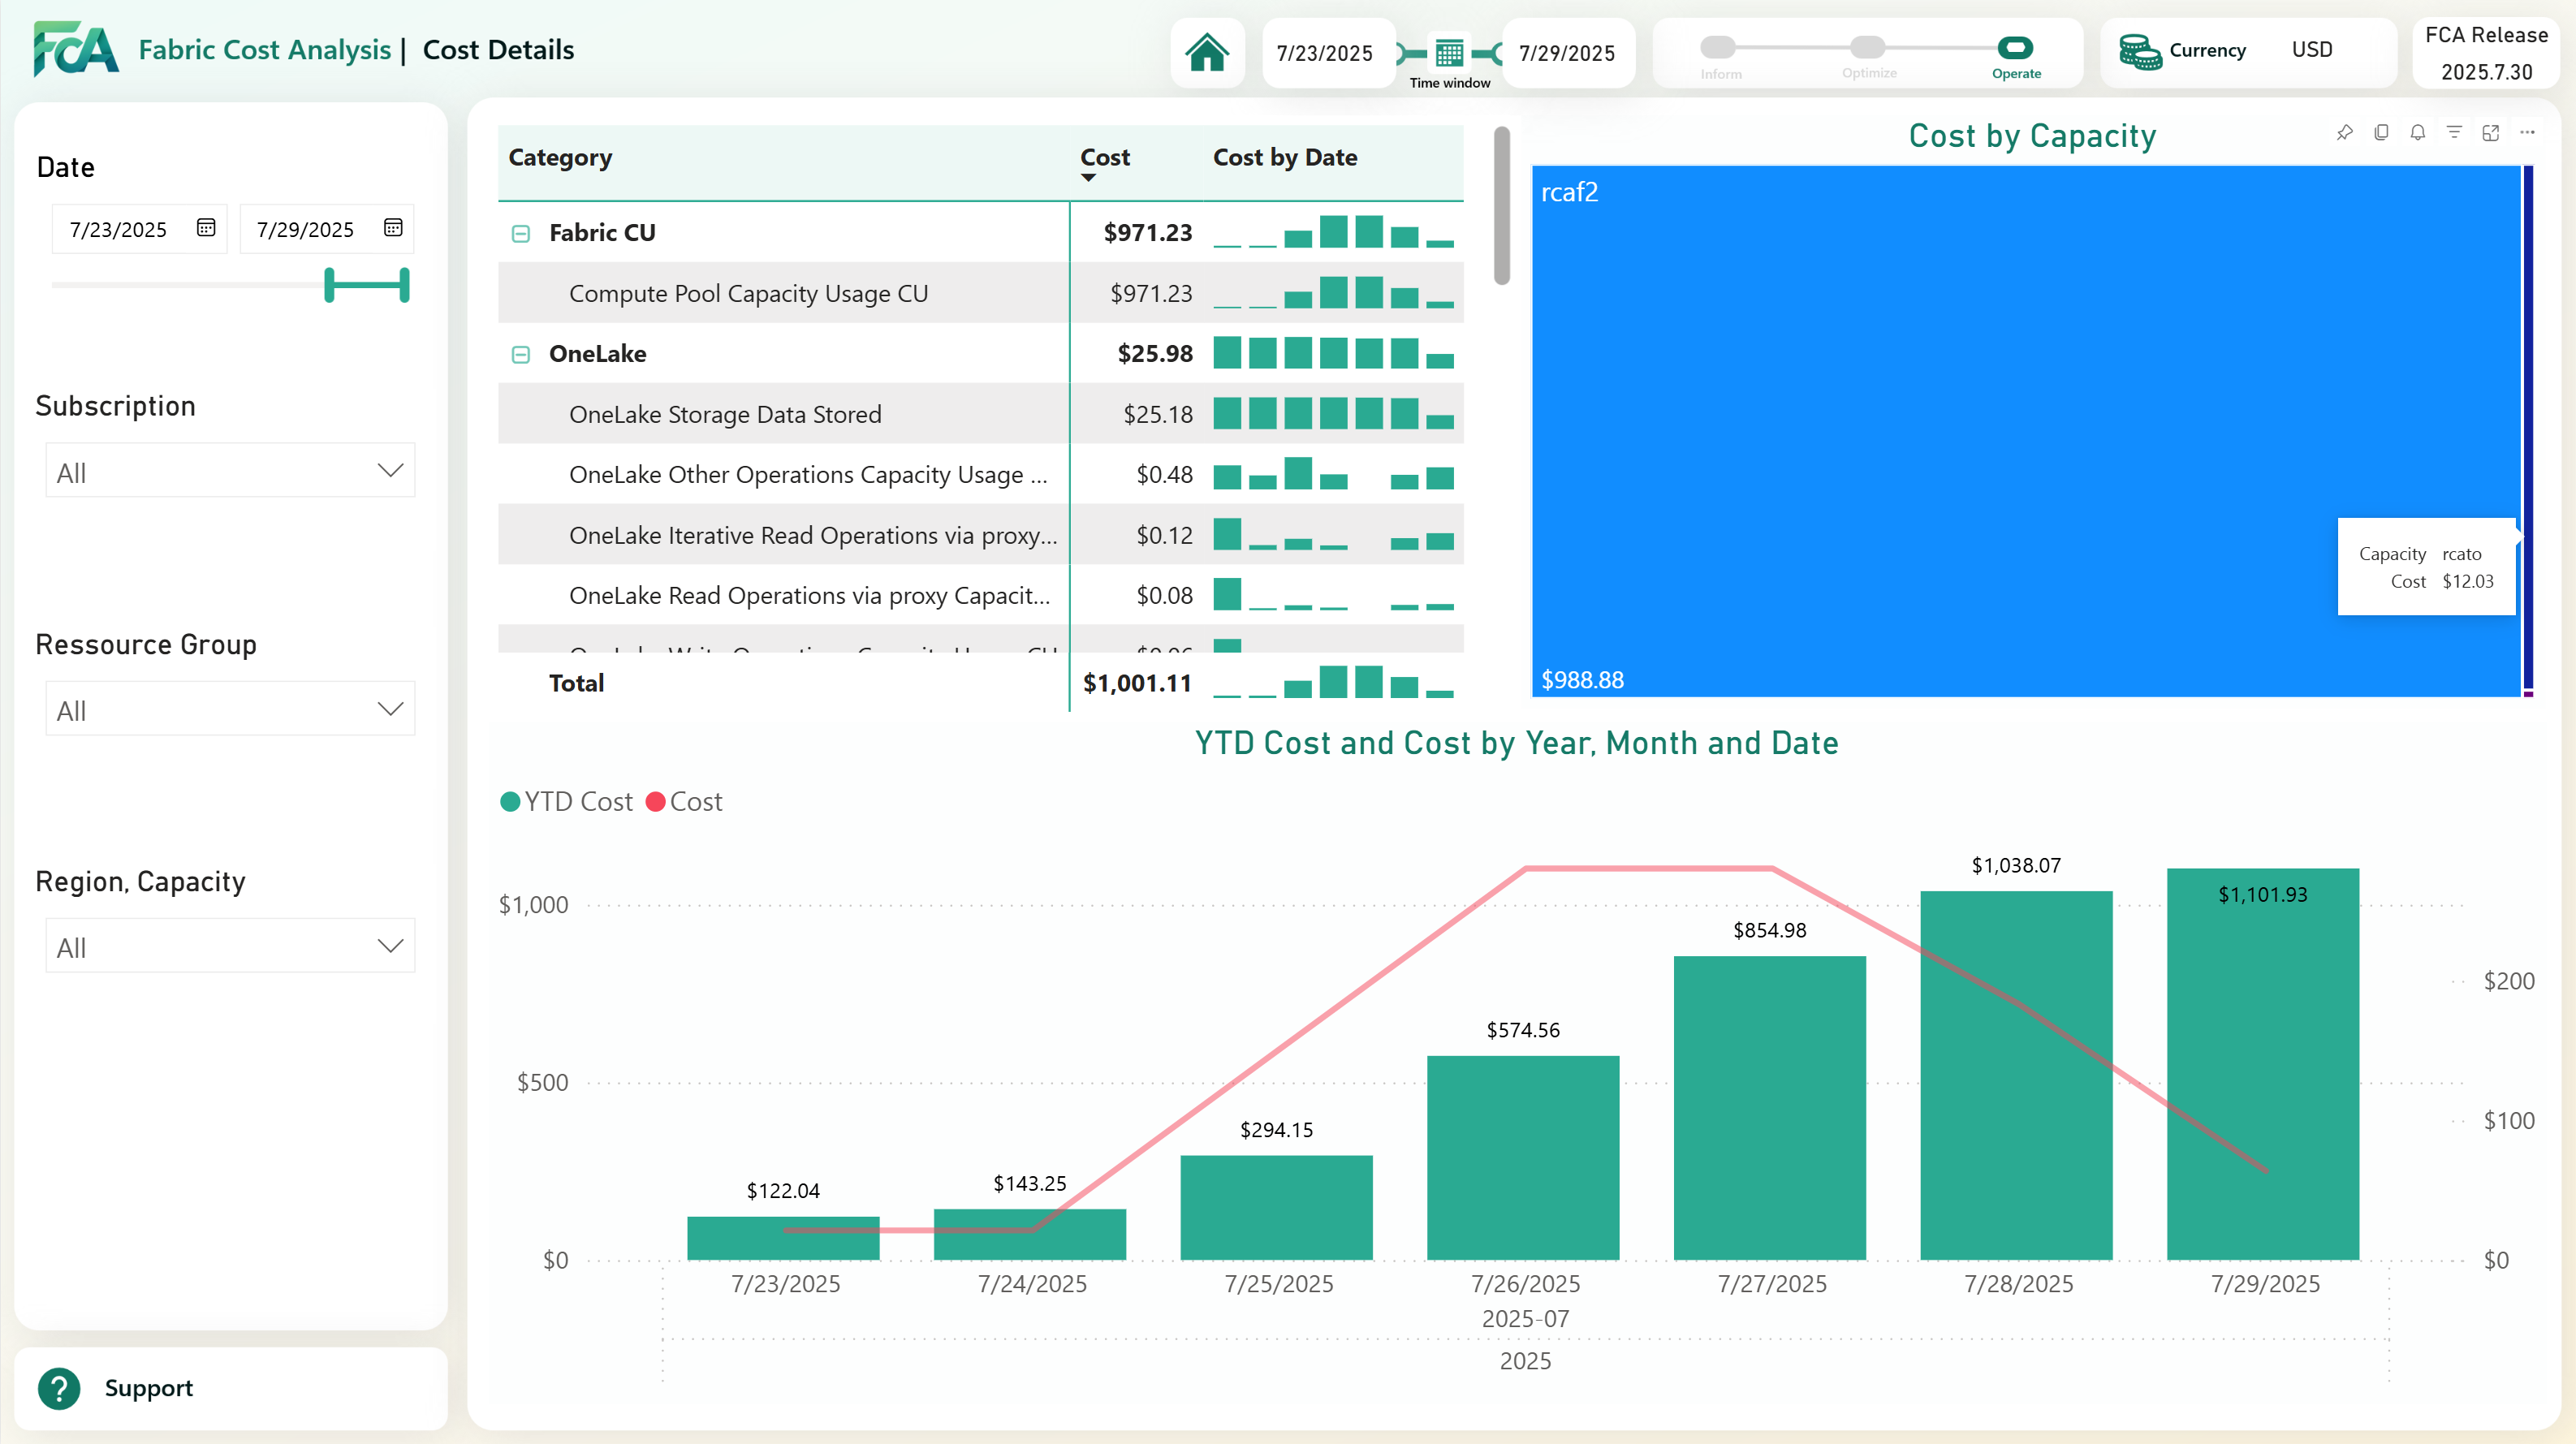 FCA Fabric Cost Analysis | Cost Details
7/23/2025
Time window
7/29/2025
Inform
Optimize
Operate
Currency USD
FCA Release
2025.7.30
Date
7/23/2025
7/29/2025
Subscription
All
Ressource Group
All
Region, Capacity
All
Support
Category Cost Cost by Date
Fabric CU $971.23
Compute Pool Capacity Usage CU $971.23
OneLake $25.98
OneLake Storage Data Stored $25.18
OneLake Other Operations Capacity Usage ... $0.48
OneLake Iterative Read Operations via proxy... $0.12
OneLake Read Operations via proxy Capacit... $0.08
Total $1,001.11
Cost by Capacity
rcaf2
Capacity rcato
Cost $12.03
$988.88
YTD Cost and Cost by Year, Month and Date
YTD Cost Cost
$1,000
$500
$0
$122.04
$143.25
$294.15
$574.56
$854.98
$1,038.07
$1,101.93
$200
$100
$0
7/23/2025
7/24/2025
7/25/2025
7/26/2025
7/27/2025
7/28/2025
7/29/2025
2025-07
2025